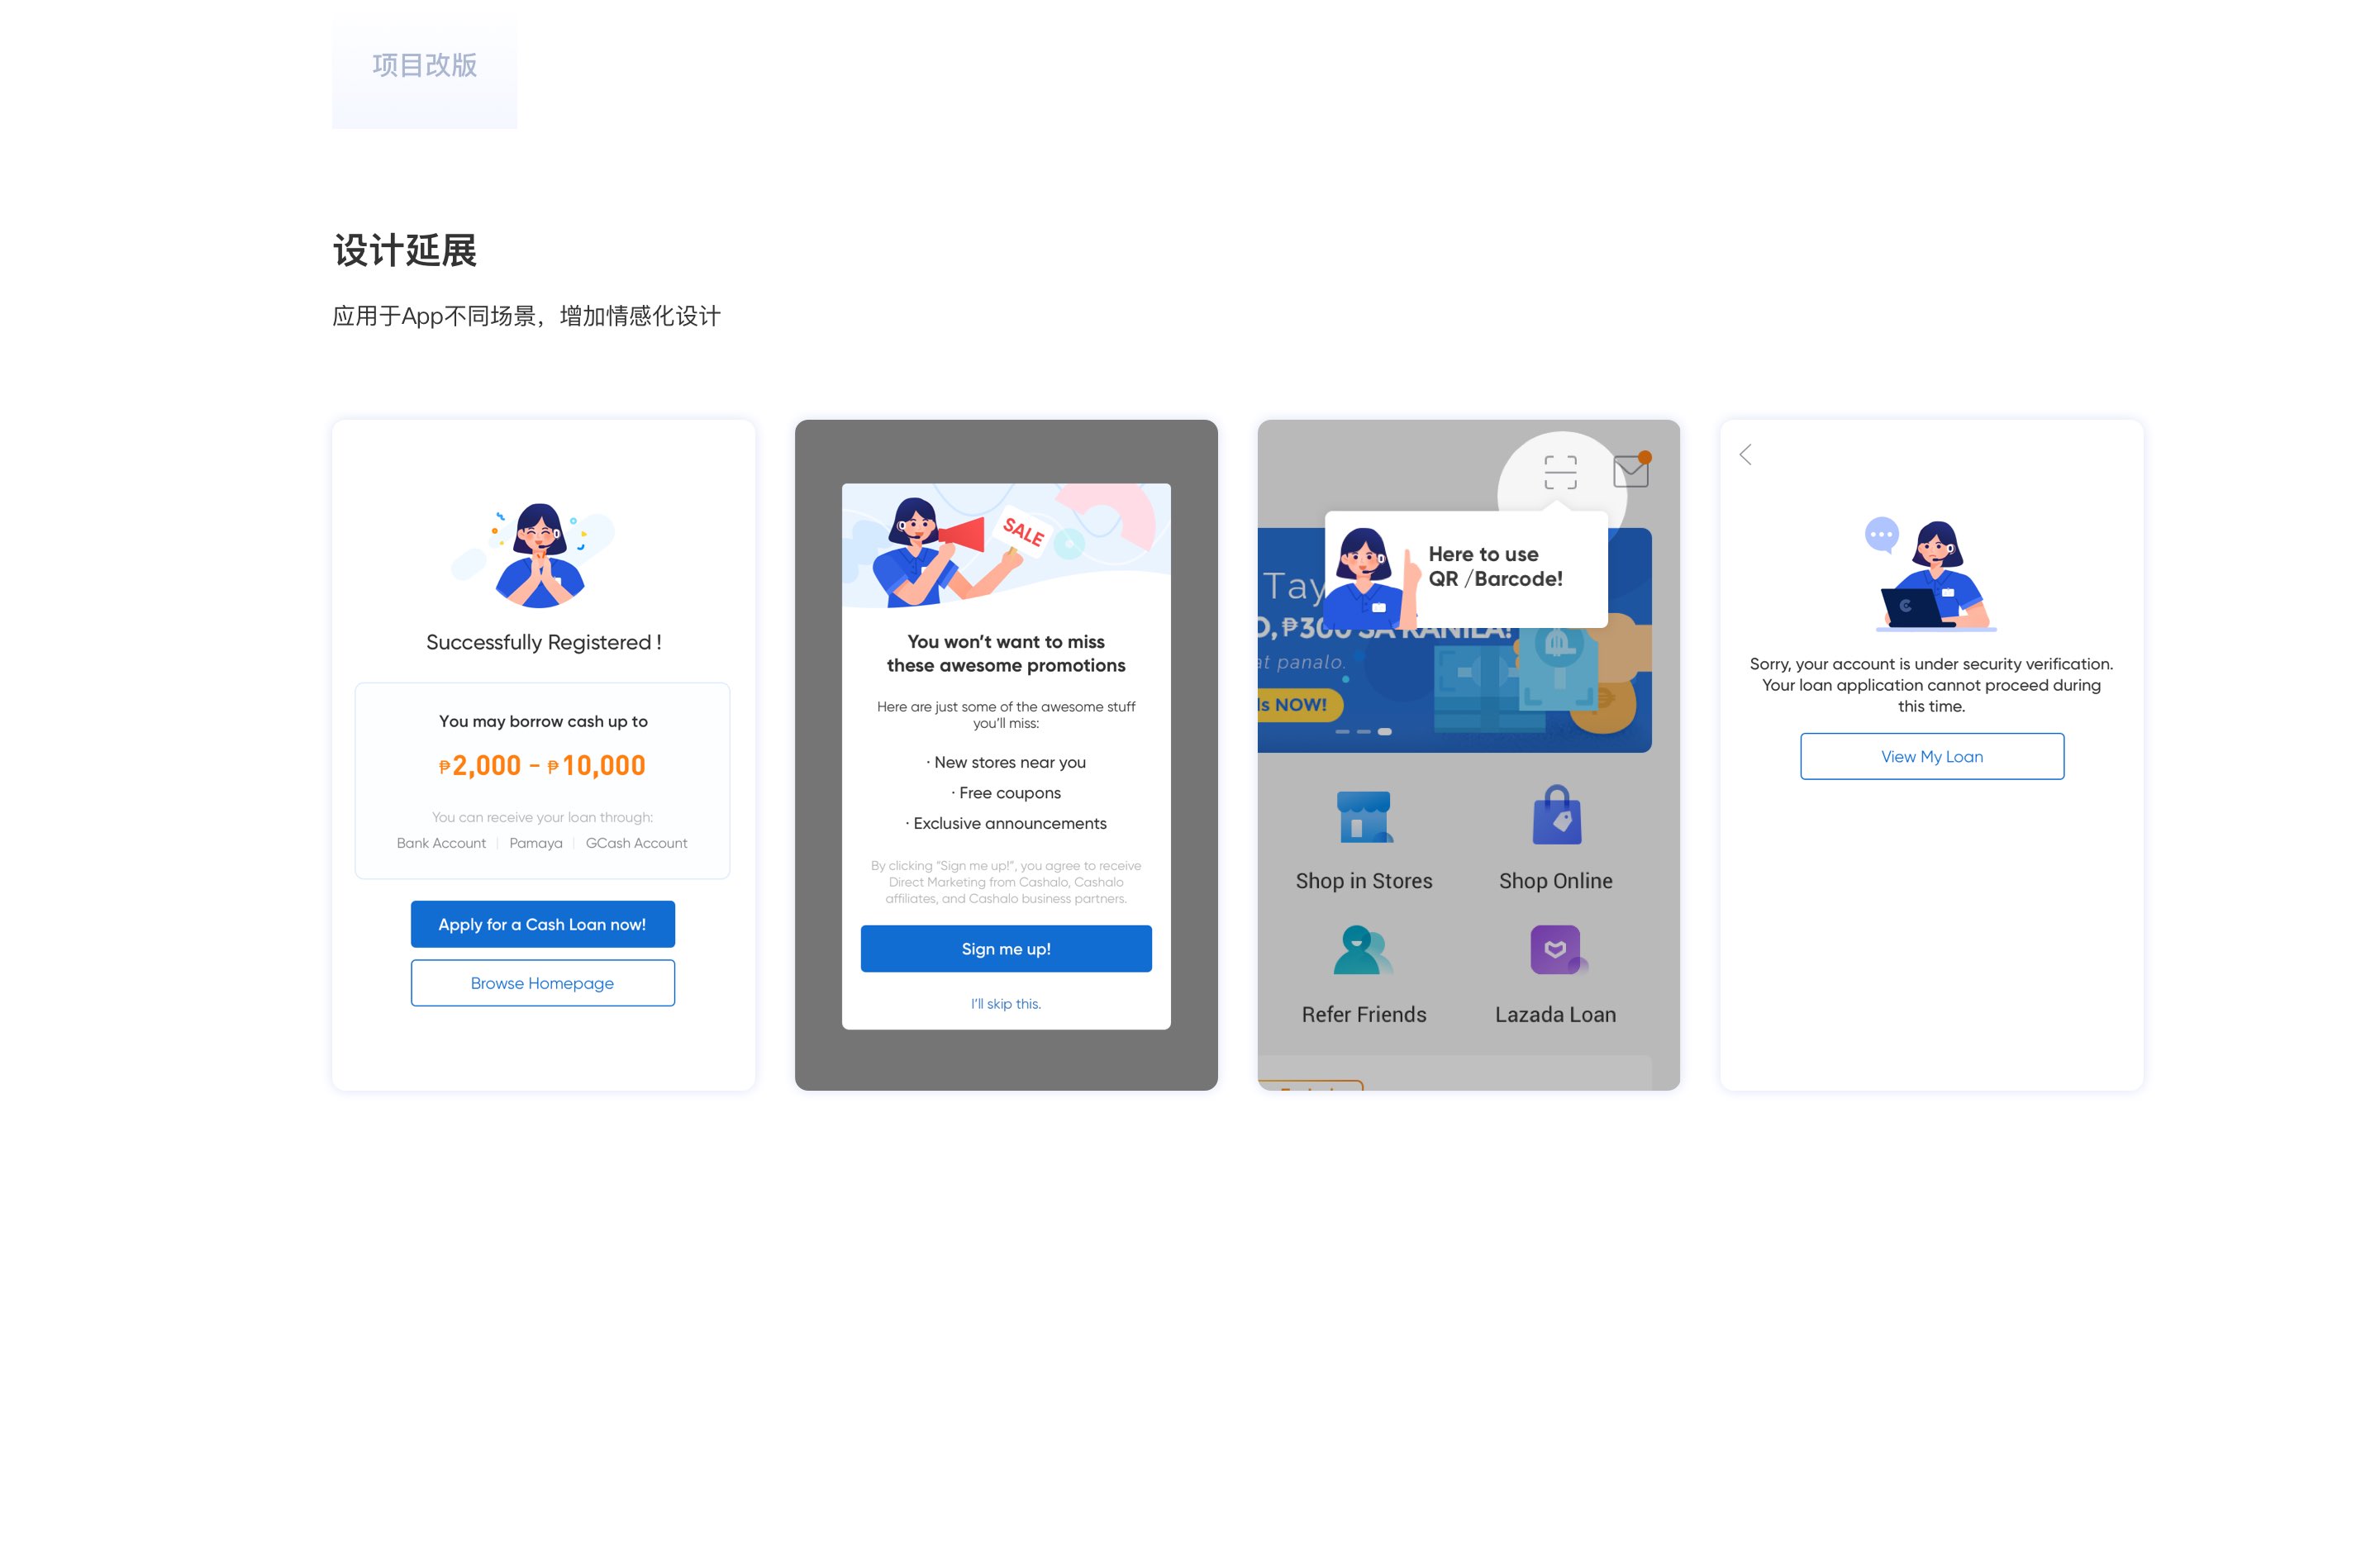 项目改版
设计延展
应用于App不同场景，增加情感化设计
Successfully Registered !
You may borrow cash up to
₱2,000 - ₱10,000
You can receive your loan through:
Bank Account | Pamaya | GCash Account
Apply for a Cash Loan now!
Browse Homepage
SALE
You won’t want to miss
these awesome promotions
Here are just some of the awesome stuff
you’ll miss:
· New stores near you
· Free coupons
· Exclusive announcements
By clicking “Sign me up!”, you agree to receive
Direct Marketing from Cashalo, Cashalo
affiliates, and Cashalo business partners.
Sign me up!
I’ll skip this.
Here to use
QR /Barcode!
Tay
₱300 SA KANILA!
at panalo.
NOW!
Shop in Stores
Shop Online
Refer Friends
Lazada Loan
Sorry, your account is under security verification.
Your loan application cannot proceed during
this time.
View My Loan